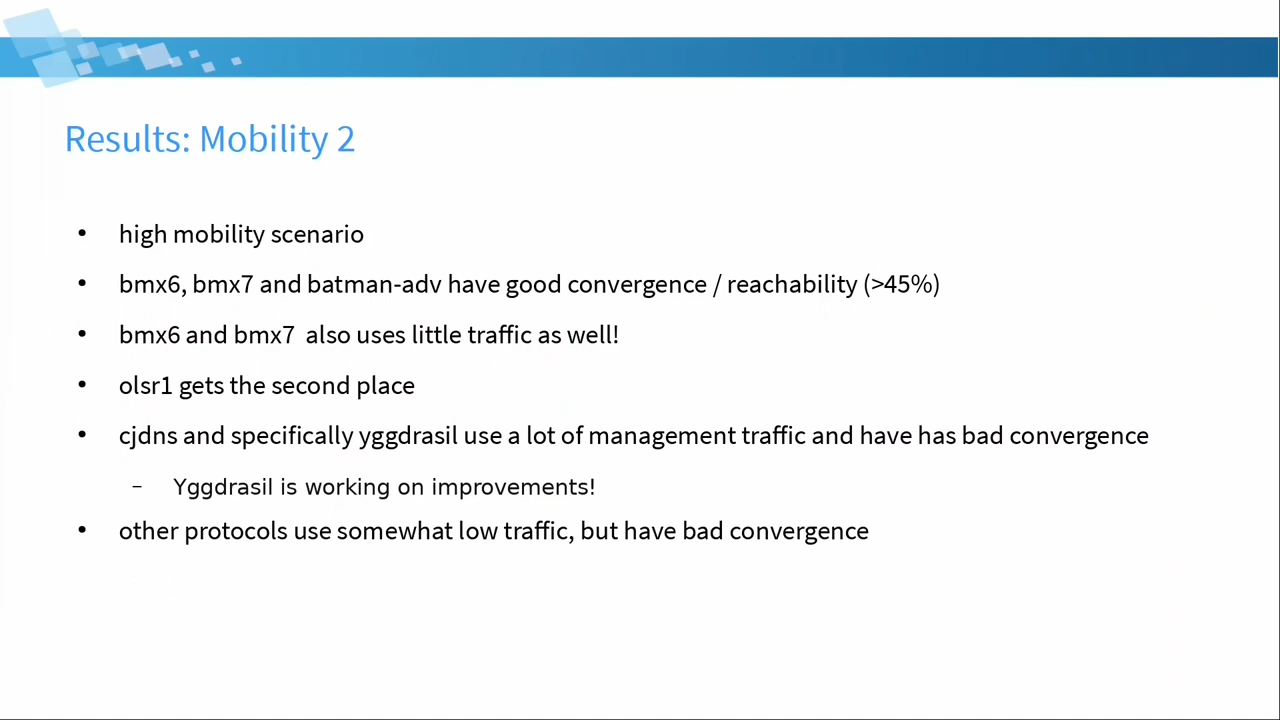 Results: Mobility 2
• high mobility scenario
• bmx6, bmx7 and batman-adv have good convergence / reachability (>45%)
• bmx6 and bmx7  also uses little traffic as well!
• olsr1 gets the second place
• cjdns and specifically yggdrasil use a lot of management traffic and have has bad convergence
– Yggdrasil is working on improvements!
• other protocols use somewhat low traffic, but have bad convergence